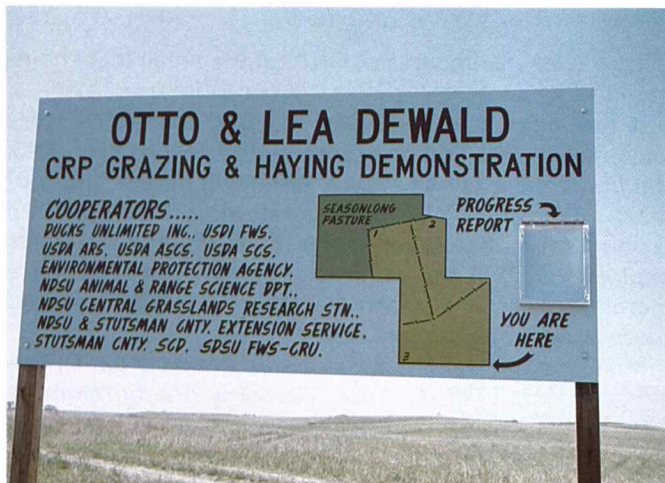 OTTO & LEA DEWALD
CRP GRAZING & HAYING DEMONSTRATION
COOPERATORS.....
DUCKS UNLIMITED INC., USDI FWS,
USDA ARS, USDA ASCS, USDA SCS,
ENVIRONMENTAL PROTECTION AGENCY,
NDSU ANIMAL & RANGE SCIENCE DPT.,
NDSU CENTRAL GRASSLANDS RESEARCH STN.,
NDSU & STUTSMAN CNTY. EXTENSION SERVICE,
STUTSMAN CNTY. SCD, SDSU FWS-CRU.
SEASONLONG
PASTURE
1
2
3
PROGRESS
REPORT
YOU ARE
HERE